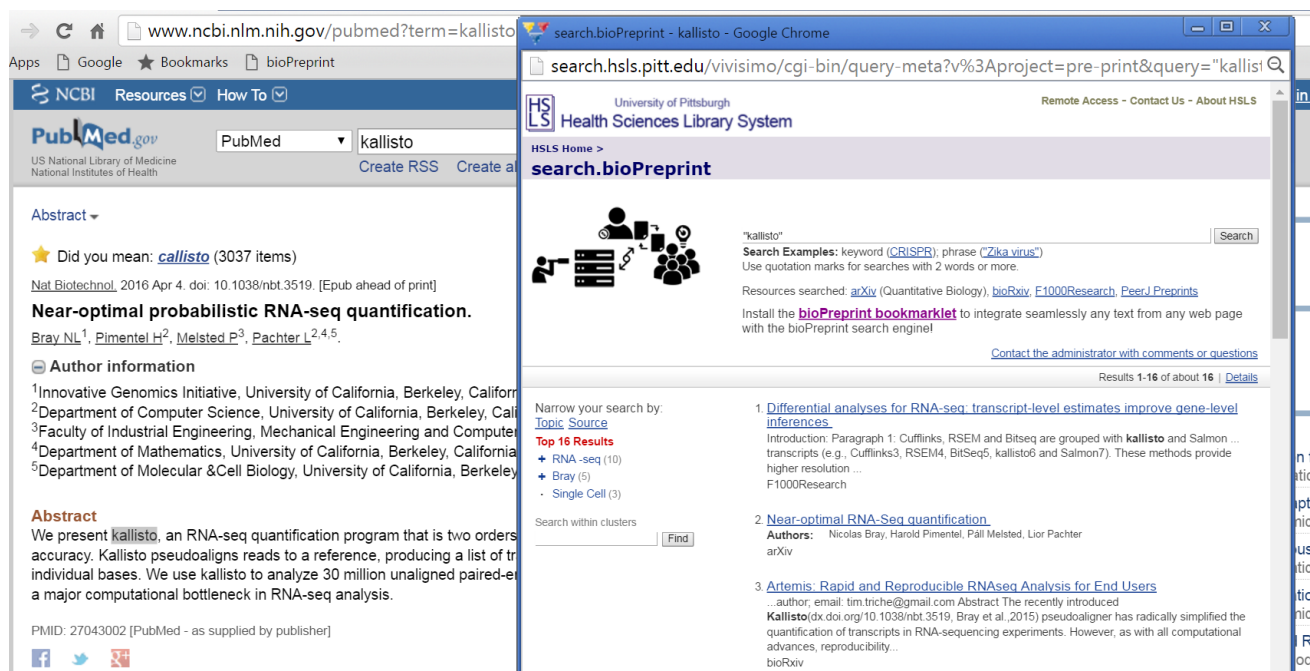 www.ncbi.nlm.nih.gov/pubmed?term=kallisto
Apps Google Bookmarks bioPreprint
NCBI Resources How To
PubMed.gov
US National Library of Medicine
National Institutes of Health
PubMed
kallisto
Create RSS Create al
Abstract
Did you mean: callisto (3037 items)
Nat Biotechnol. 2016 Apr 4. doi: 10.1038/nbt.3519. [Epub ahead of print]
Near-optimal probabilistic RNA-seq quantification.
Bray NL1, Pimentel H2, Melsted P3, Pachter L2,4,5.
Author information
1Innovative Genomics Initiative, University of California, Berkeley, Californ
2Department of Computer Science, University of California, Berkeley, Cali
3Faculty of Industrial Engineering, Mechanical Engineering and Compute
4Department of Mathematics, University of California, Berkeley, California
5Department of Molecular &Cell Biology, University of California, Berkeley
Abstract
We present kallisto, an RNA-seq quantification program that is two orders
accuracy. Kallisto pseudoaligns reads to a reference, producing a list of tr
individual bases. We use kallisto to analyze 30 million unaligned paired-e
a major computational bottleneck in RNA-seq analysis.
PMID: 27043002 [PubMed - as supplied by publisher]
search.bioPreprint - kallisto - Google Chrome
search.hsls.pitt.edu/vivisimo/cgi-bin/query-meta?v%3Aproject=pre-print&query="kallist
HSLS
University of Pittsburgh
Health Sciences Library System
Remote Access - Contact Us - About HSLS
HSLS Home >
search.bioPreprint
"kallisto"
Search
Search Examples: keyword (CRISPR); phrase ("Zika virus")
Use quotation marks for searches with 2 words or more.
Resources searched: arXiv (Quantitative Biology), bioRxiv, F1000Research, PeerJ Preprints
Install the bioPreprint bookmarklet to integrate seamlessly any text from any web page
with the bioPreprint search engine!
Contact the administrator with comments or questions
Results 1-16 of about 16 | Details
Narrow your search by:
Topic Source
Top 16 Results
+ RNA -seq (10)
+ Bray (5)
· Single Cell (3)
Search within clusters
Find
1. Differential analyses for RNA-seq: transcript-level estimates improve gene-level
inferences
Introduction: Paragraph 1: Cufflinks, RSEM and Bitseq are grouped with kallisto and Salmon ...
transcripts (e.g., Cufflinks3, RSEM4, BitSeq5, kallisto6 and Salmon7). These methods provide
higher resolution ...
F1000Research
2. Near-optimal RNA-Seq quantification
Authors: Nicolas Bray, Harold Pimentel, Páll Melsted, Lior Pachter
arXiv
3. Artemis: Rapid and Reproducible RNAseq Analysis for End Users
...author; email: tim.triche@gmail.com Abstract The recently introduced
Kallisto(dx.doi.org/10.1038/nbt.3519, Bray et al.,2015) pseudoaligner has radically simplified the
quantification of transcripts in RNA-sequencing experiments. However, as with all computational
advances, reproducibility...
bioRxiv